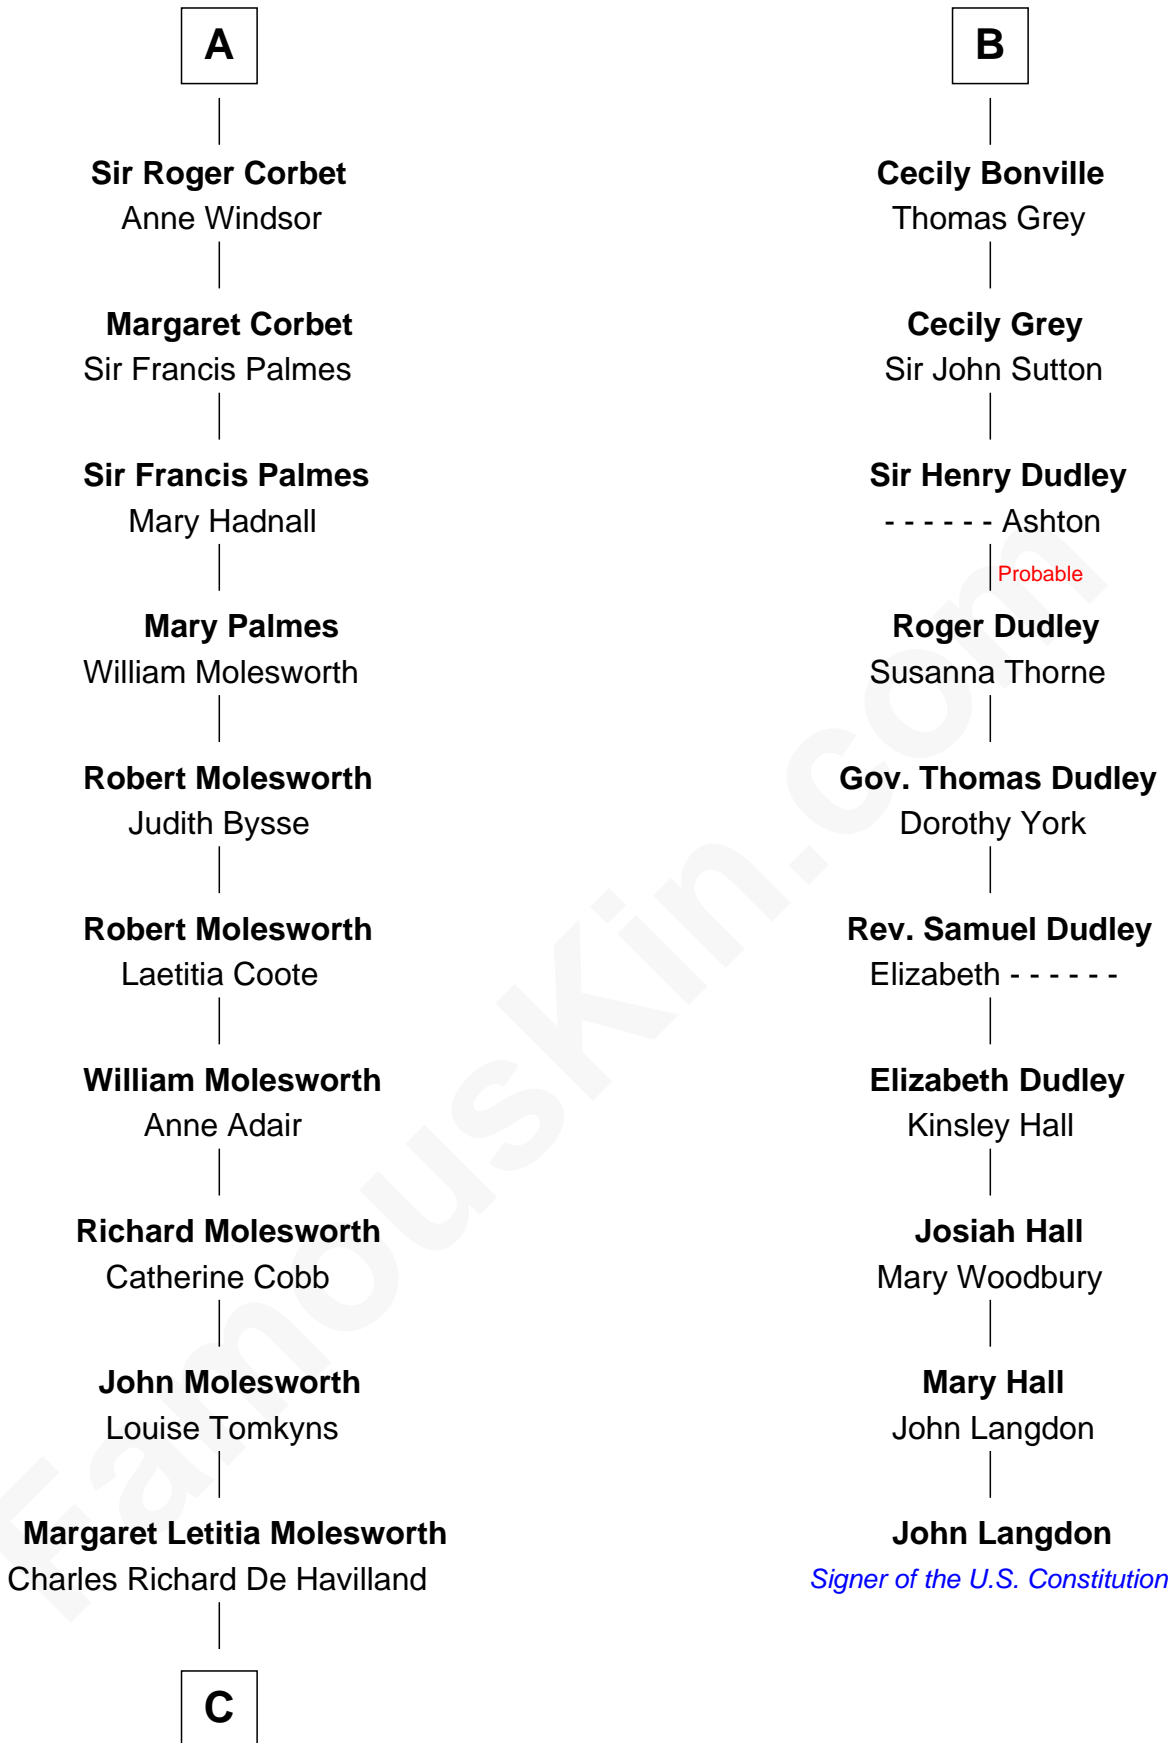 A
Sir Roger Corbet
Anne Windsor
Margaret Corbet
Sir Francis Palmes
Sir Francis Palmes
Mary Hadnall
Mary Palmes
William Molesworth
Robert Molesworth
Judith Bysse
Robert Molesworth
Laetitia Coote
William Molesworth
Anne Adair
Richard Molesworth
Catherine Cobb
John Molesworth
Louise Tomkyns
Margaret Letitia Molesworth
Charles Richard De Havilland
C
B
Cecily Bonville
Thomas Grey
Cecily Grey
Sir John Sutton
Sir Henry Dudley
- - - - - - Ashton
Probable
Roger Dudley
Susanna Thorne
Gov. Thomas Dudley
Dorothy York
Rev. Samuel Dudley
Elizabeth - - - - - -
Elizabeth Dudley
Kinsley Hall
Josiah Hall
Mary Woodbury
Mary Hall
John Langdon
John Langdon
Signer of the U.S. Constitution
FamousKin.com